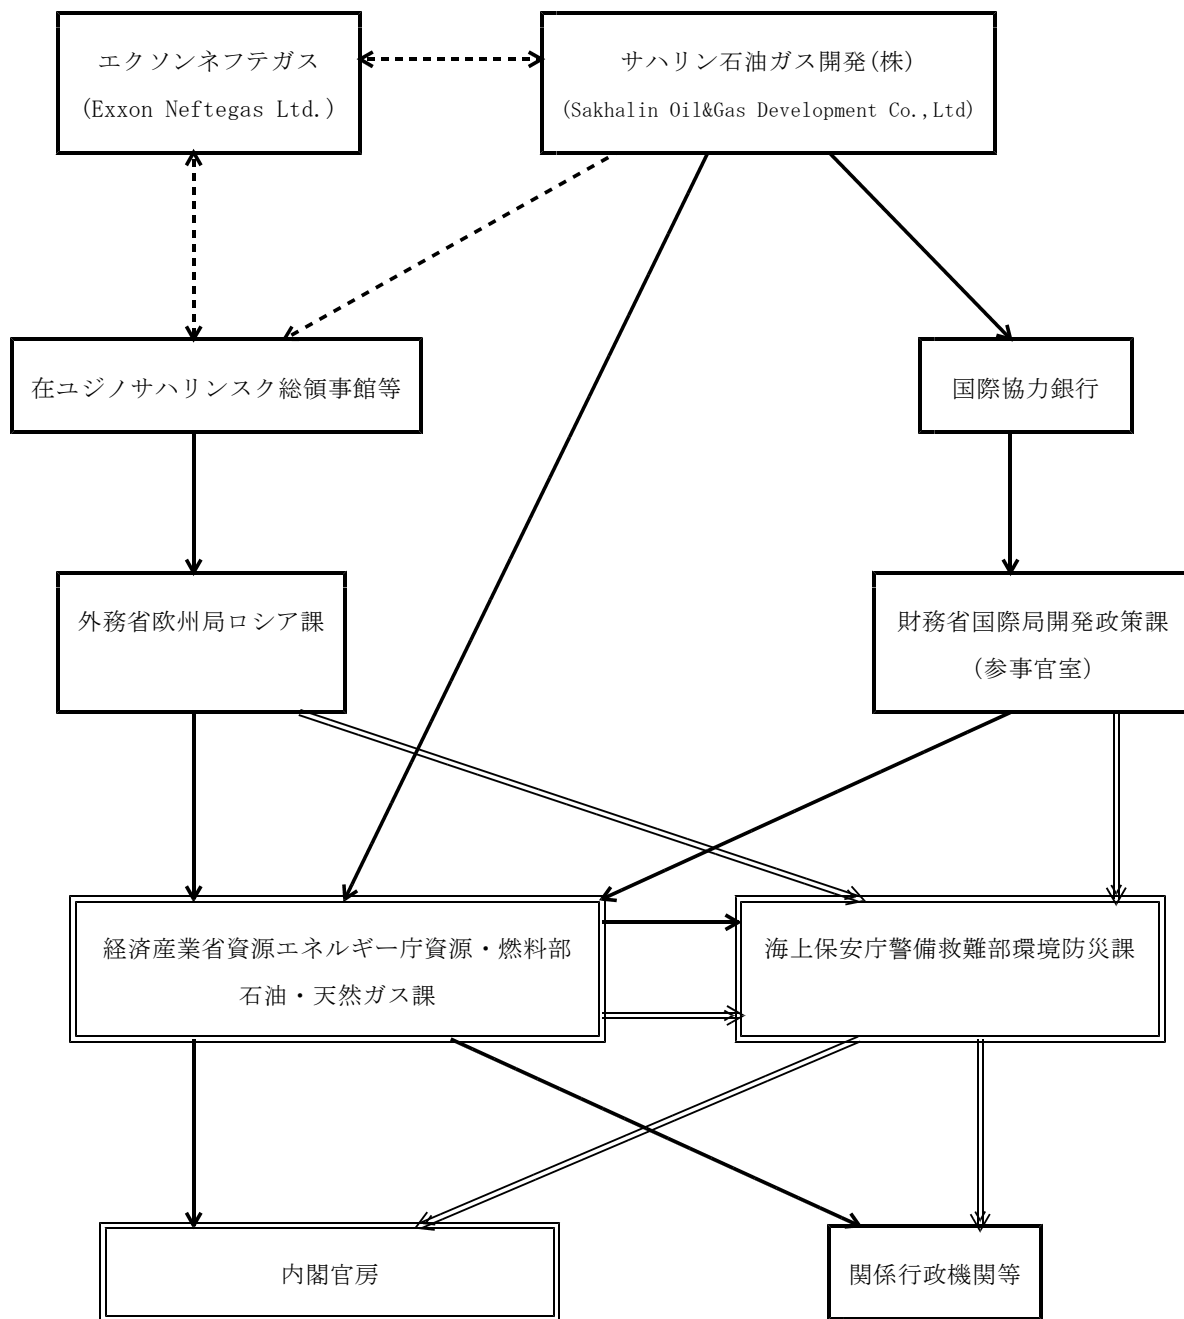 エクソンネフテガス
(Exxon Neftegas Ltd.)
サハリン石油ガス開発(株)
(Sakhalin Oil&Gas Development Co.,Ltd)
在ユジノサハリンスク総領事館等
国際協力銀行
外務省欧州局ロシア課
財務省国際局開発政策課
(参事官室)
経済産業省資源エネルギー庁資源・燃料部
石油・天然ガス課
海上保安庁警備救難部環境防災課
内閣官房
関係行政機関等